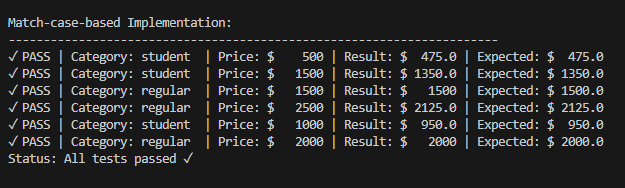 Match-case-based Implementation:
----------------------------------------------------------------------
✓ PASS | Category: student  | Price: $    500 | Result: $  475.0 | Expected: $  475.0
✓ PASS | Category: student  | Price: $   1500 | Result: $ 1350.0 | Expected: $ 1350.0
✓ PASS | Category: regular  | Price: $   1500 | Result: $   1500 | Expected: $ 1500.0
✓ PASS | Category: regular  | Price: $   2500 | Result: $ 2125.0 | Expected: $ 2125.0
✓ PASS | Category: student  | Price: $   1000 | Result: $  950.0 | Expected: $  950.0
✓ PASS | Category: regular  | Price: $   2000 | Result: $   2000 | Expected: $ 2000.0
Status: All tests passed ✓